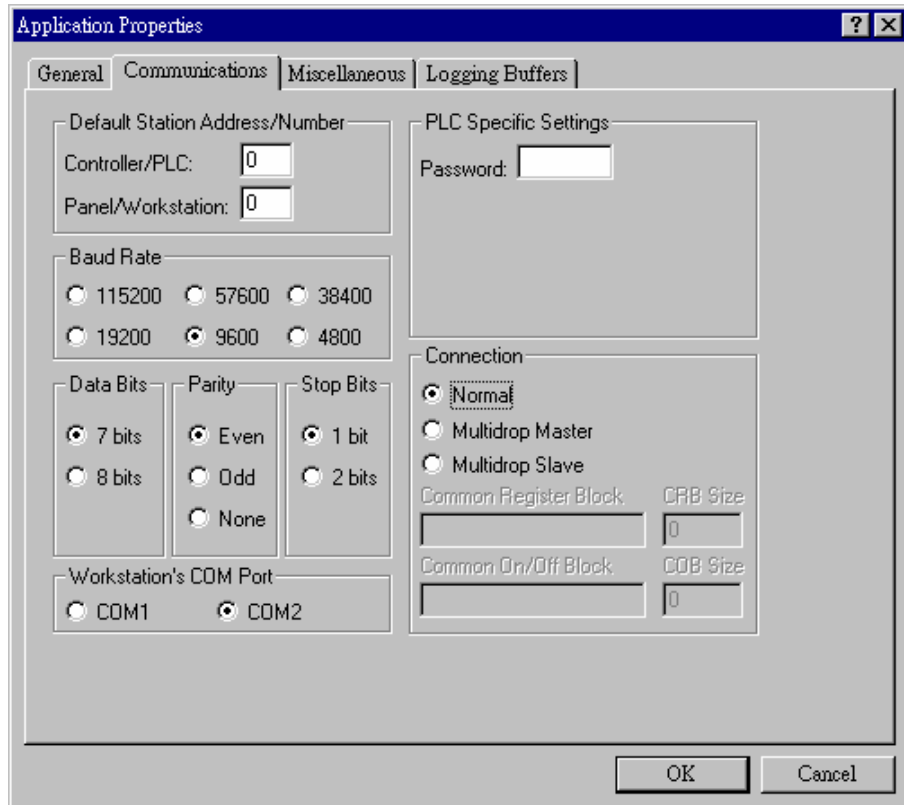 Application Properties
General Communications Miscellaneous Logging Buffers
Default Station Address/Number
Controller/PLC: 0
Panel/Workstation: 0
Baud Rate
115200 57600 38400
19200 9600 4800
Data Bits
7 bits
8 bits
Parity
Even
Odd
None
Stop Bits
1 bit
2 bits
Workstation's COM Port
COM1 COM2
PLC Specific Settings
Password:
Connection
Normal
Multidrop Master
Multidrop Slave
Common Register Block CRB Size
0
Common On/Off Block COB Size
0
OK Cancel